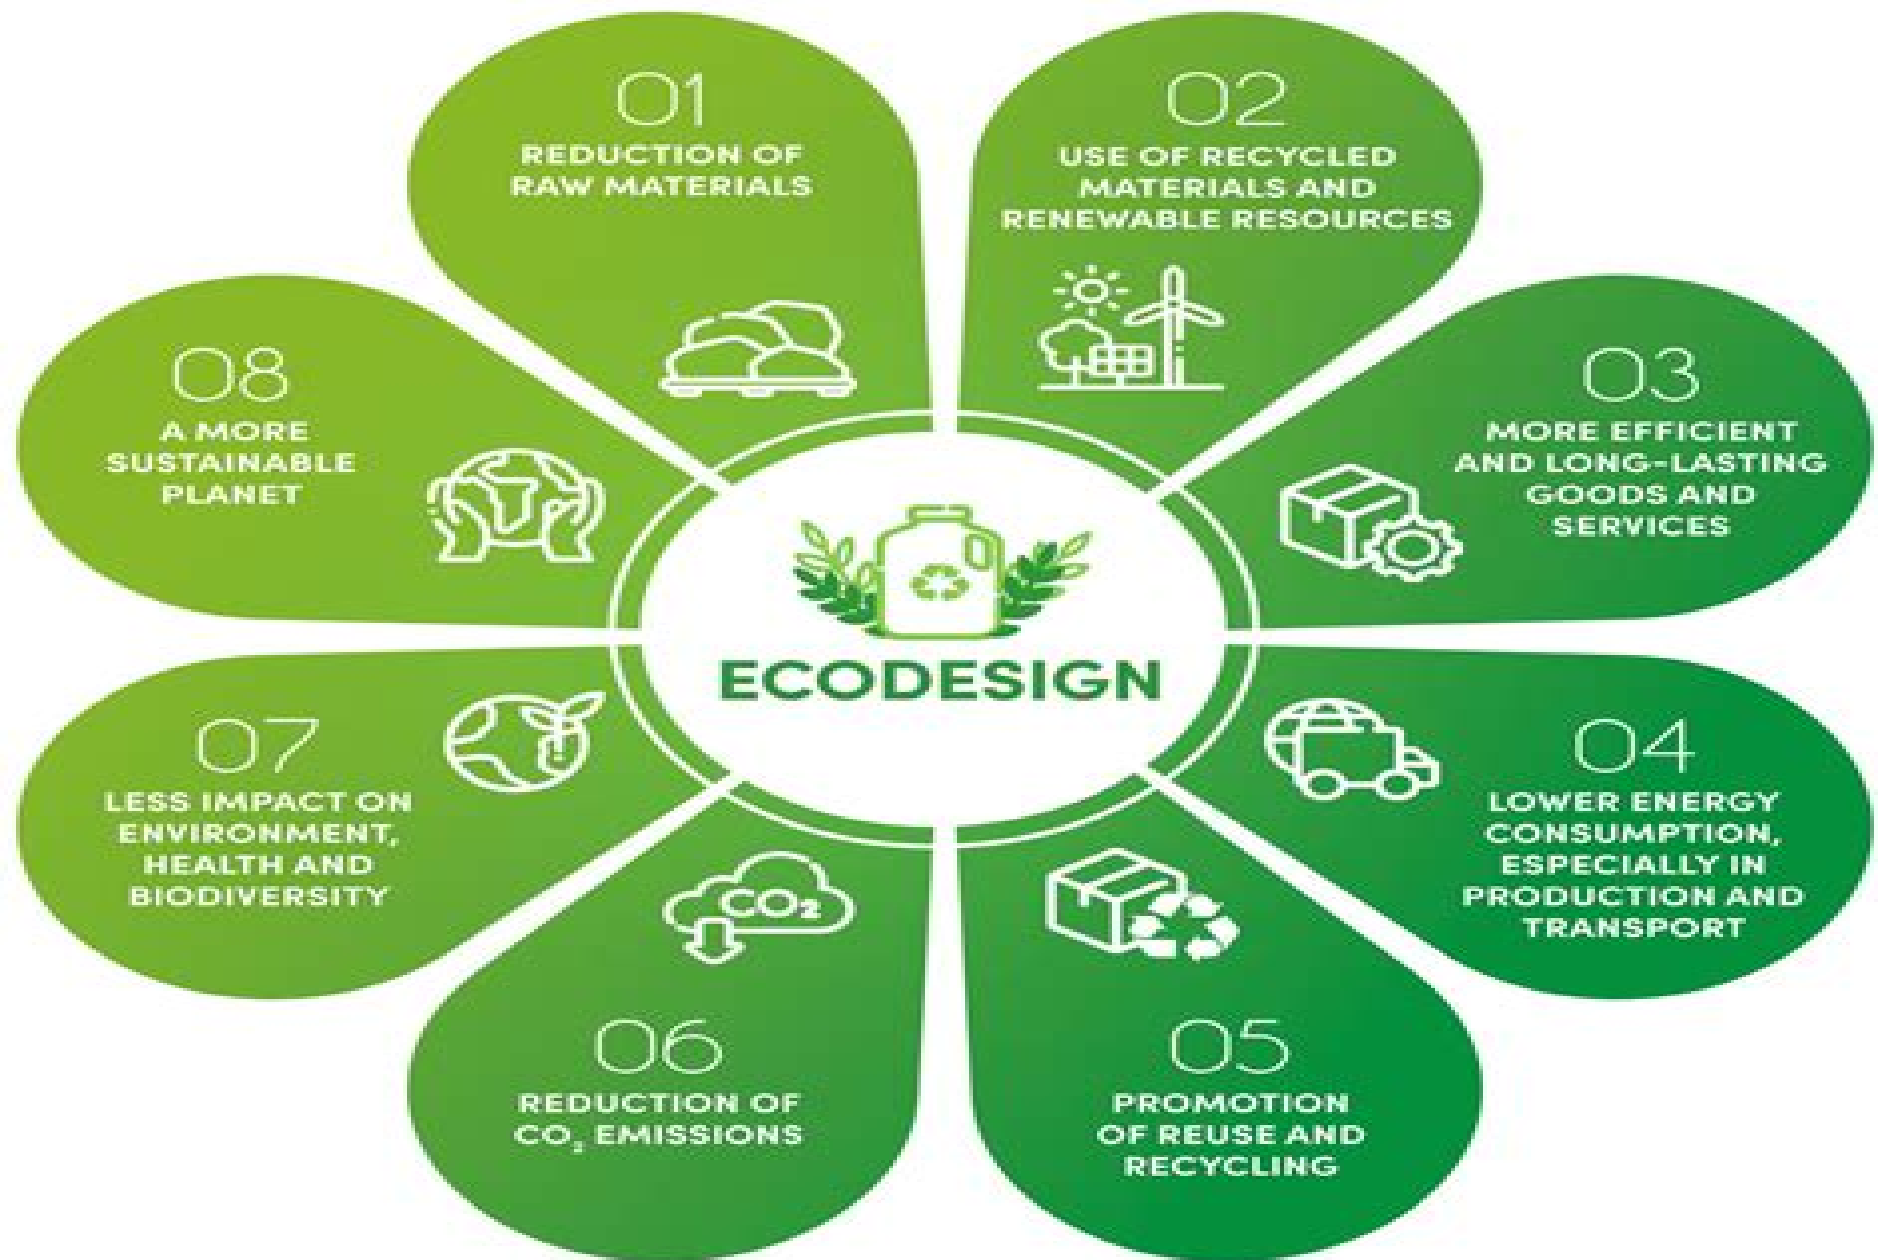 01
REDUCTION OF
RAW MATERIALS
02
USE OF RECYCLED
MATERIALS AND
RENEWABLE RESOURCES
03
MORE EFFICIENT
AND LONG-LASTING
GOODS AND
SERVICES
04
LOWER ENERGY
CONSUMPTION,
ESPECIALLY IN
PRODUCTION AND
TRANSPORT
05
PROMOTION
OF REUSE AND
RECYCLING
CO₂
06
REDUCTION OF
CO₂ EMISSIONS
07
LESS IMPACT ON
ENVIRONMENT,
HEALTH AND
BIODIVERSITY
08
A MORE
SUSTAINABLE
PLANET
ECODESIGN